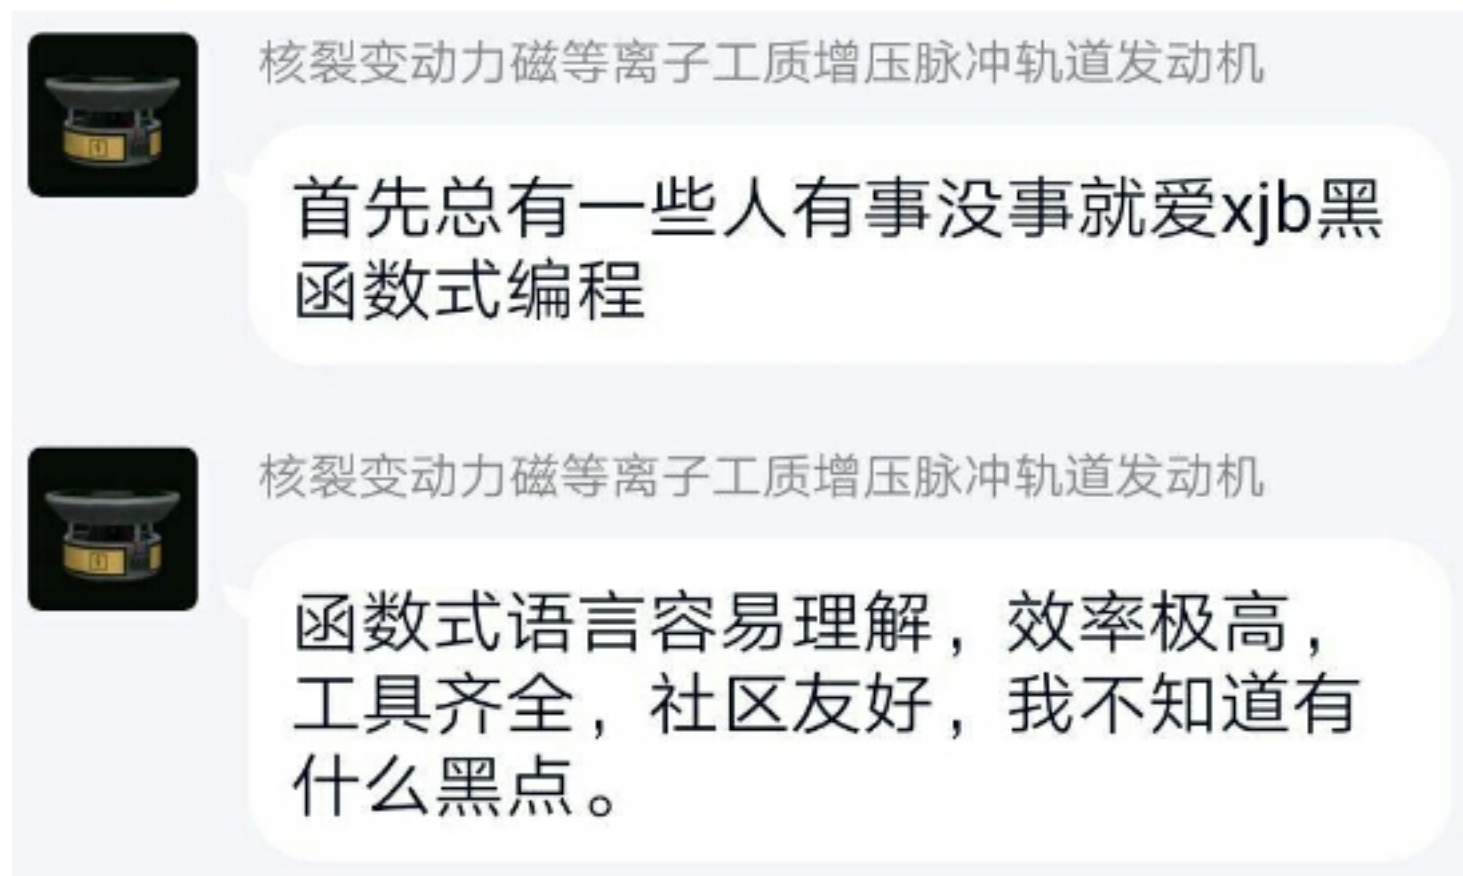 核裂变动力磁等离子工质增压脉冲轨道发动机
首先总有一些人有事没事就爱xjb黑
函数式编程
核裂变动力磁等离子工质增压脉冲轨道发动机
函数式语言容易理解，效率极高，
工具齐全，社区友好，我不知道有
什么黑点。